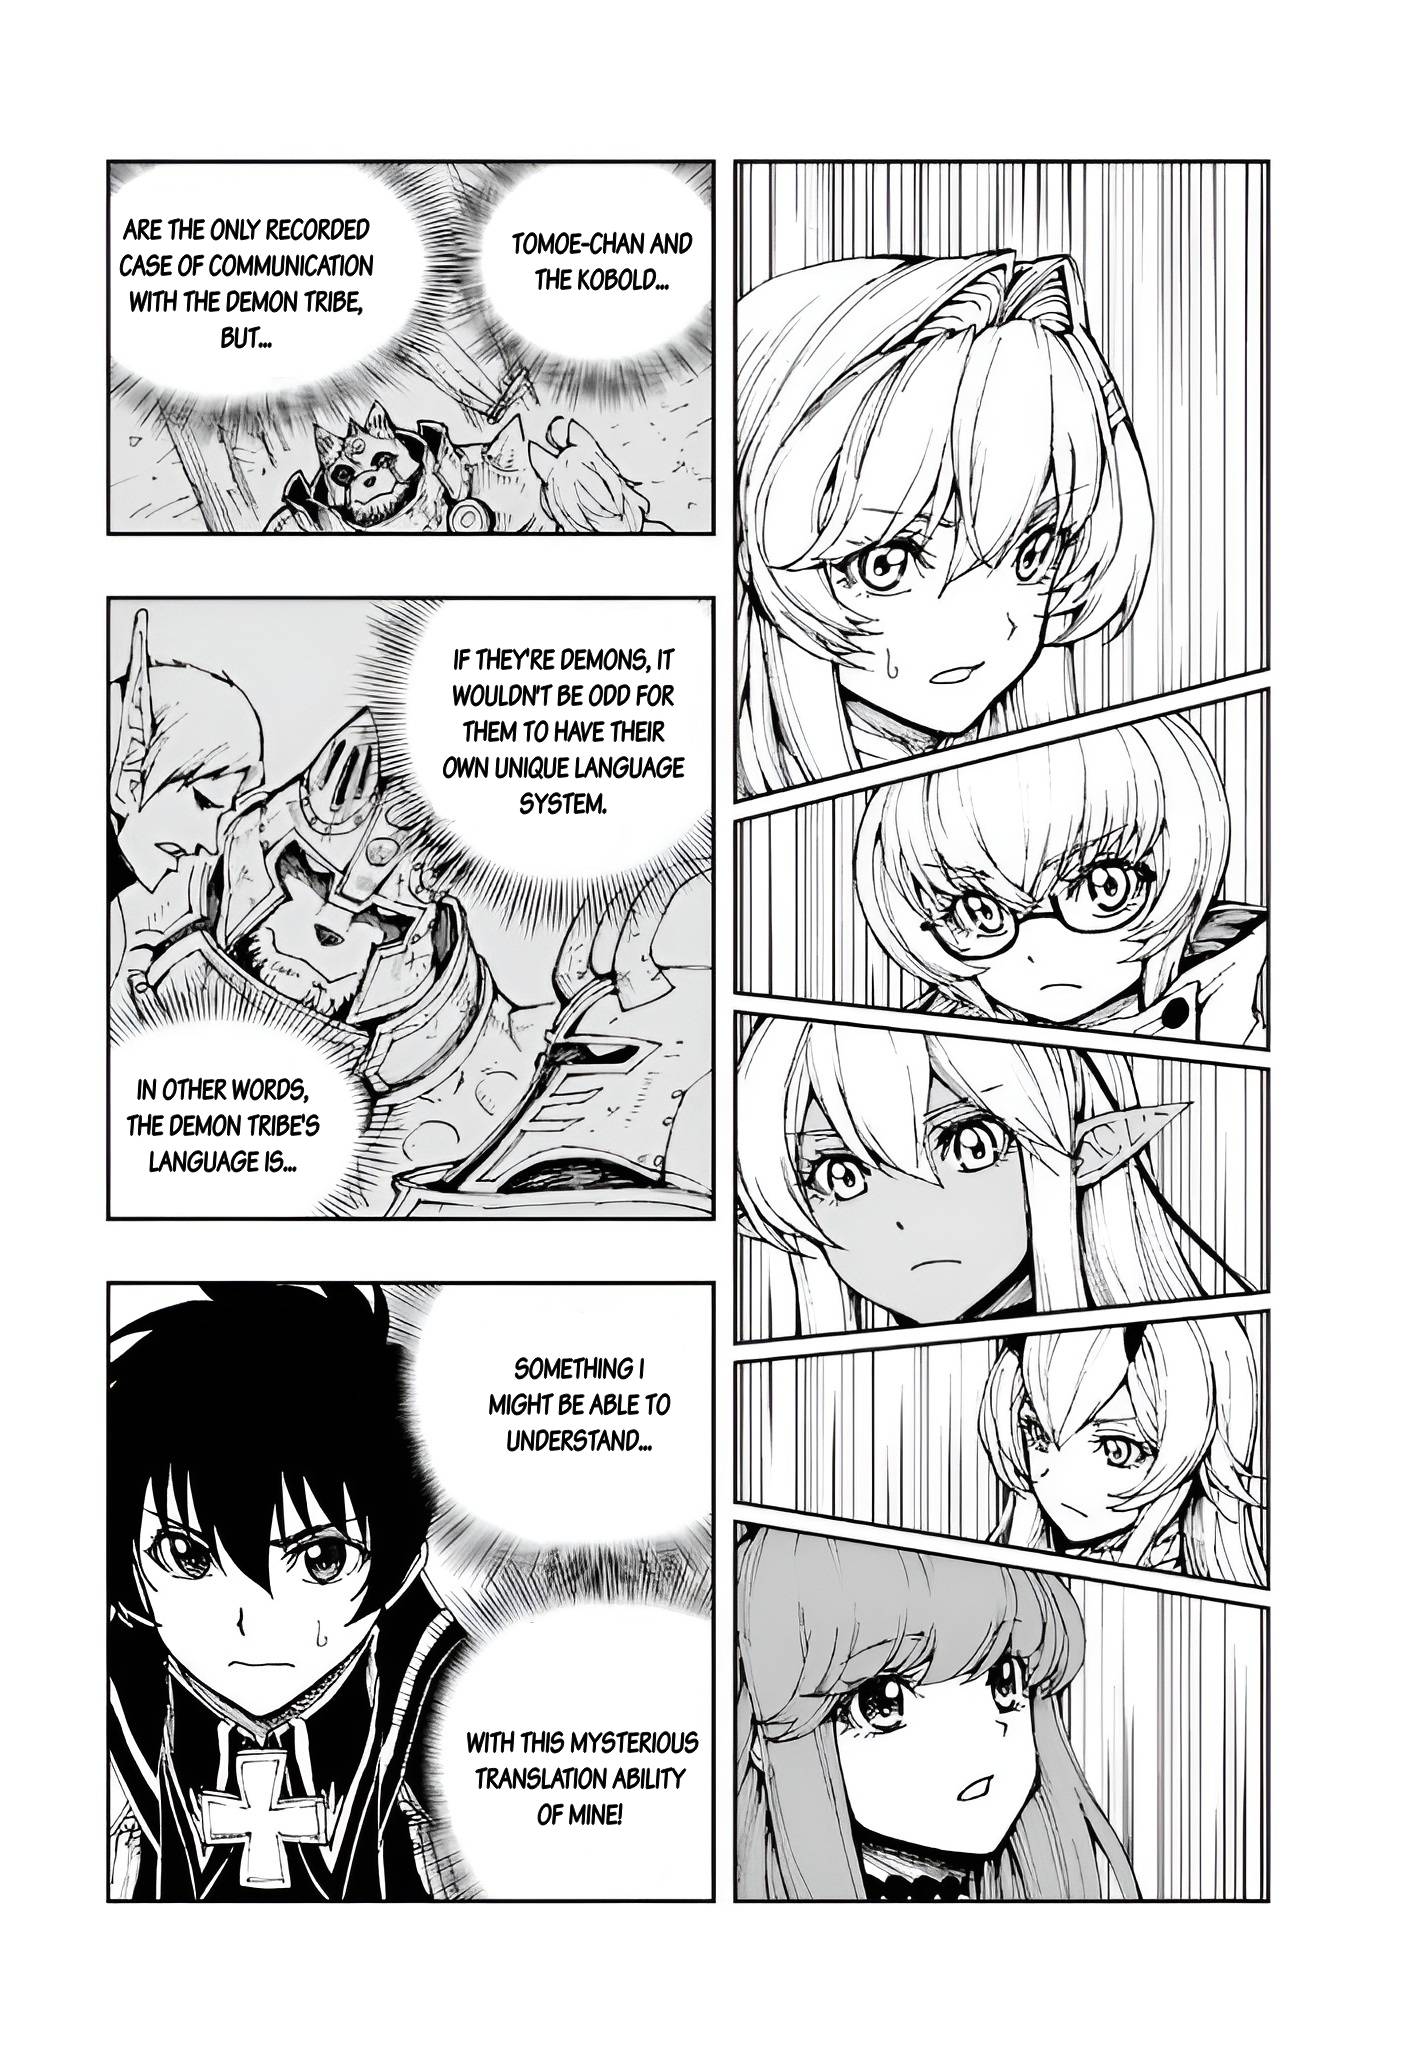 TOMOE-CHAN AND
THE KOBOLD...
ARE THE ONLY RECORDED
CASE OF COMMUNICATION
WITH THE DEMON TRIBE,
BUT...
IF THEY'RE DEMONS, IT
WOULDN'T BE ODD FOR
THEM TO HAVE THEIR
OWN UNIQUE LANGUAGE
SYSTEM.
IN OTHER WORDS,
THE DEMON TRIBE'S
LANGUAGE IS...
SOMETHING I
MIGHT BE ABLE TO
UNDERSTAND...
WITH THIS MYSTERIOUS
TRANSLATION ABILITY
OF MINE!